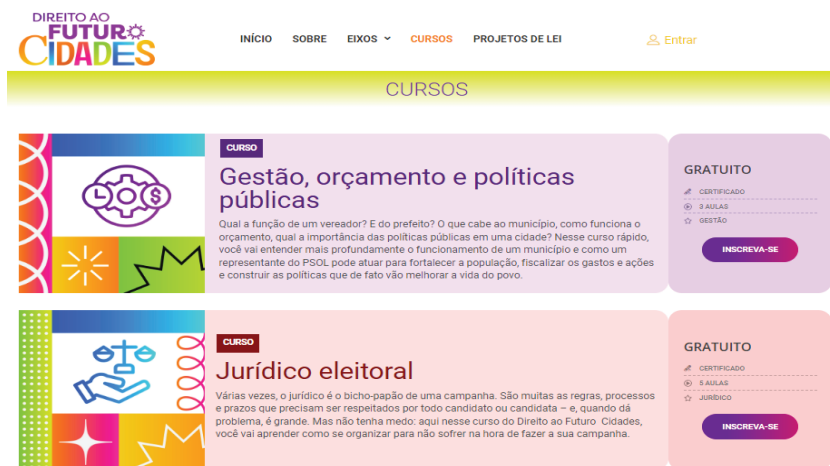 DIREITO AO
FUTURO
CIDADES
INÍCIO SOBRE EIXOS CURSOS PROJETOS DE LEI Entrar
CURSOS
CURSO
Gestão, orçamento e políticas
públicas
Qual a função de um vereador? E do prefeito? O que cabe ao município, como funciona o
orçamento, qual a importância das políticas públicas em uma cidade? Nesse curso rápido,
você vai entender mais profundamente o funcionamento de um município e como um
representante do PSOL pode atuar para fortalecer a população, fiscalizar os gastos e ações
e construir as políticas que de fato vão melhorar a vida do povo.
GRATUITO
CERTIFICADO
3 AULAS
GESTÃO
INSCREVA-SE
CURSO
Jurídico eleitoral
Várias vezes, o jurídico é o bicho-papão de uma campanha. São muitas as regras, processos
e prazos que precisam ser respeitados por todo candidato ou candidata – e, quando dá
problema, é grande. Mas não tenha medo: aqui nesse curso do Direito ao Futuro Cidades,
você vai aprender como se organizar para não sofrer na hora de fazer a sua campanha.
GRATUITO
CERTIFICADO
5 AULAS
JURÍDICO
INSCREVA-SE